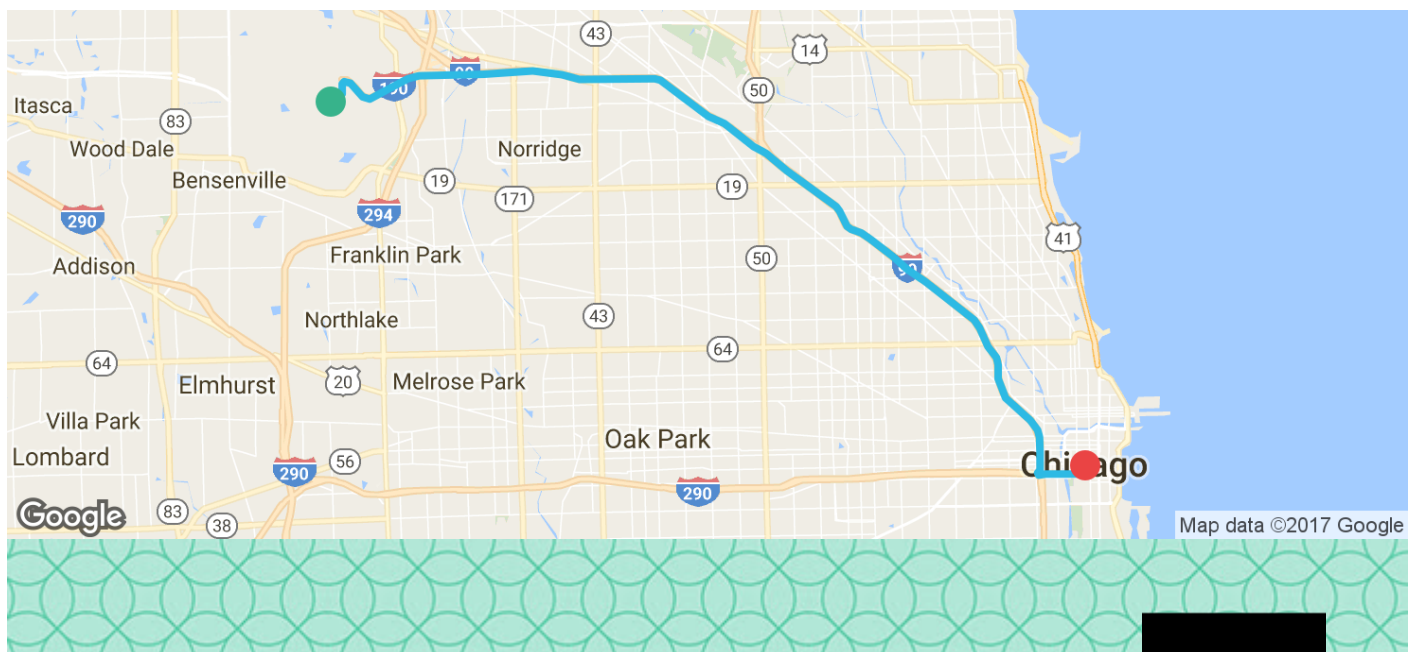 43
14
190
90
50
Itasca
83
Wood Dale
Norridge
Bensenville
19
171
19
294
290
41
Franklin Park
50
Addison
90
Northlake
43
64
64
Elmhurst
20
Melrose Park
Villa Park
Oak Park
Lombard
56
Chicago
290
290
83
38
Google
Map data ©2017 Google